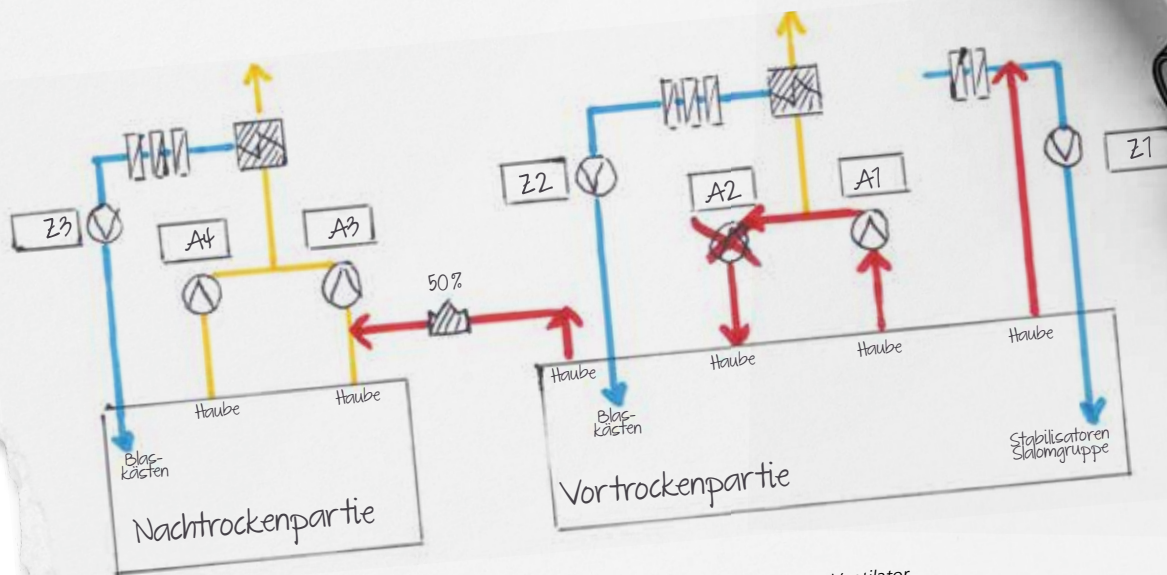 Z1
Z2
A2
A1
Z3
A4
A3
50%
Haube
Haube
Haube
Haube
Haube
Haube
Blas-
kästen
Blas-
kästen
Stabilisatoren
Slalomgruppe
Vortrockenpartie
Nachtrockenpartie